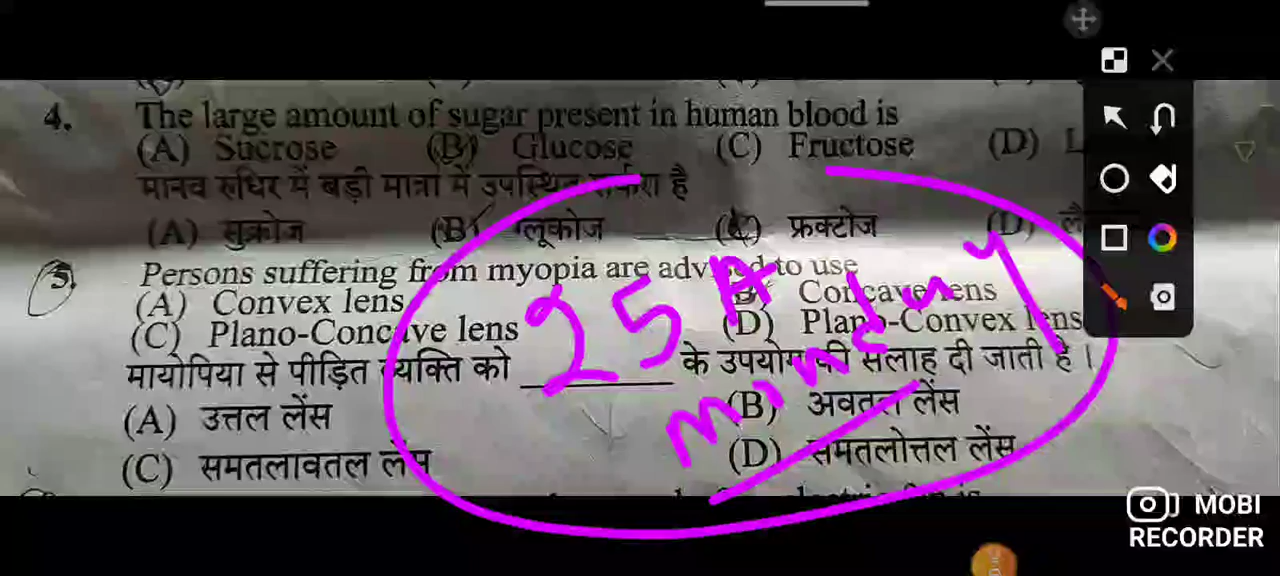 4. The large amount of sugar present in human blood is
(A) Sucrose (B) Glucose (C) Fructose (D) L
मानव रुधिर में बड़ी मात्रा में उपस्थित शर्करा है
(A) सुक्रोज (B) ग्लूकोज (C) फ्रक्टोज (D) लै
5. Persons suffering from myopia are advised to use
(A) Convex lens (B) Concave lens
(C) Plano-Concave lens (D) Plano-Convex lens
मायोपिया से पीड़ित व्यक्ति को ________ के उपयोग की सलाह दी जाती है ।
(A) उत्तल लेंस (B) अवतल लेंस
(C) समतलावतल लेंस (D) समतलोत्तल लेंस
25 A
MOBI
RECORDER